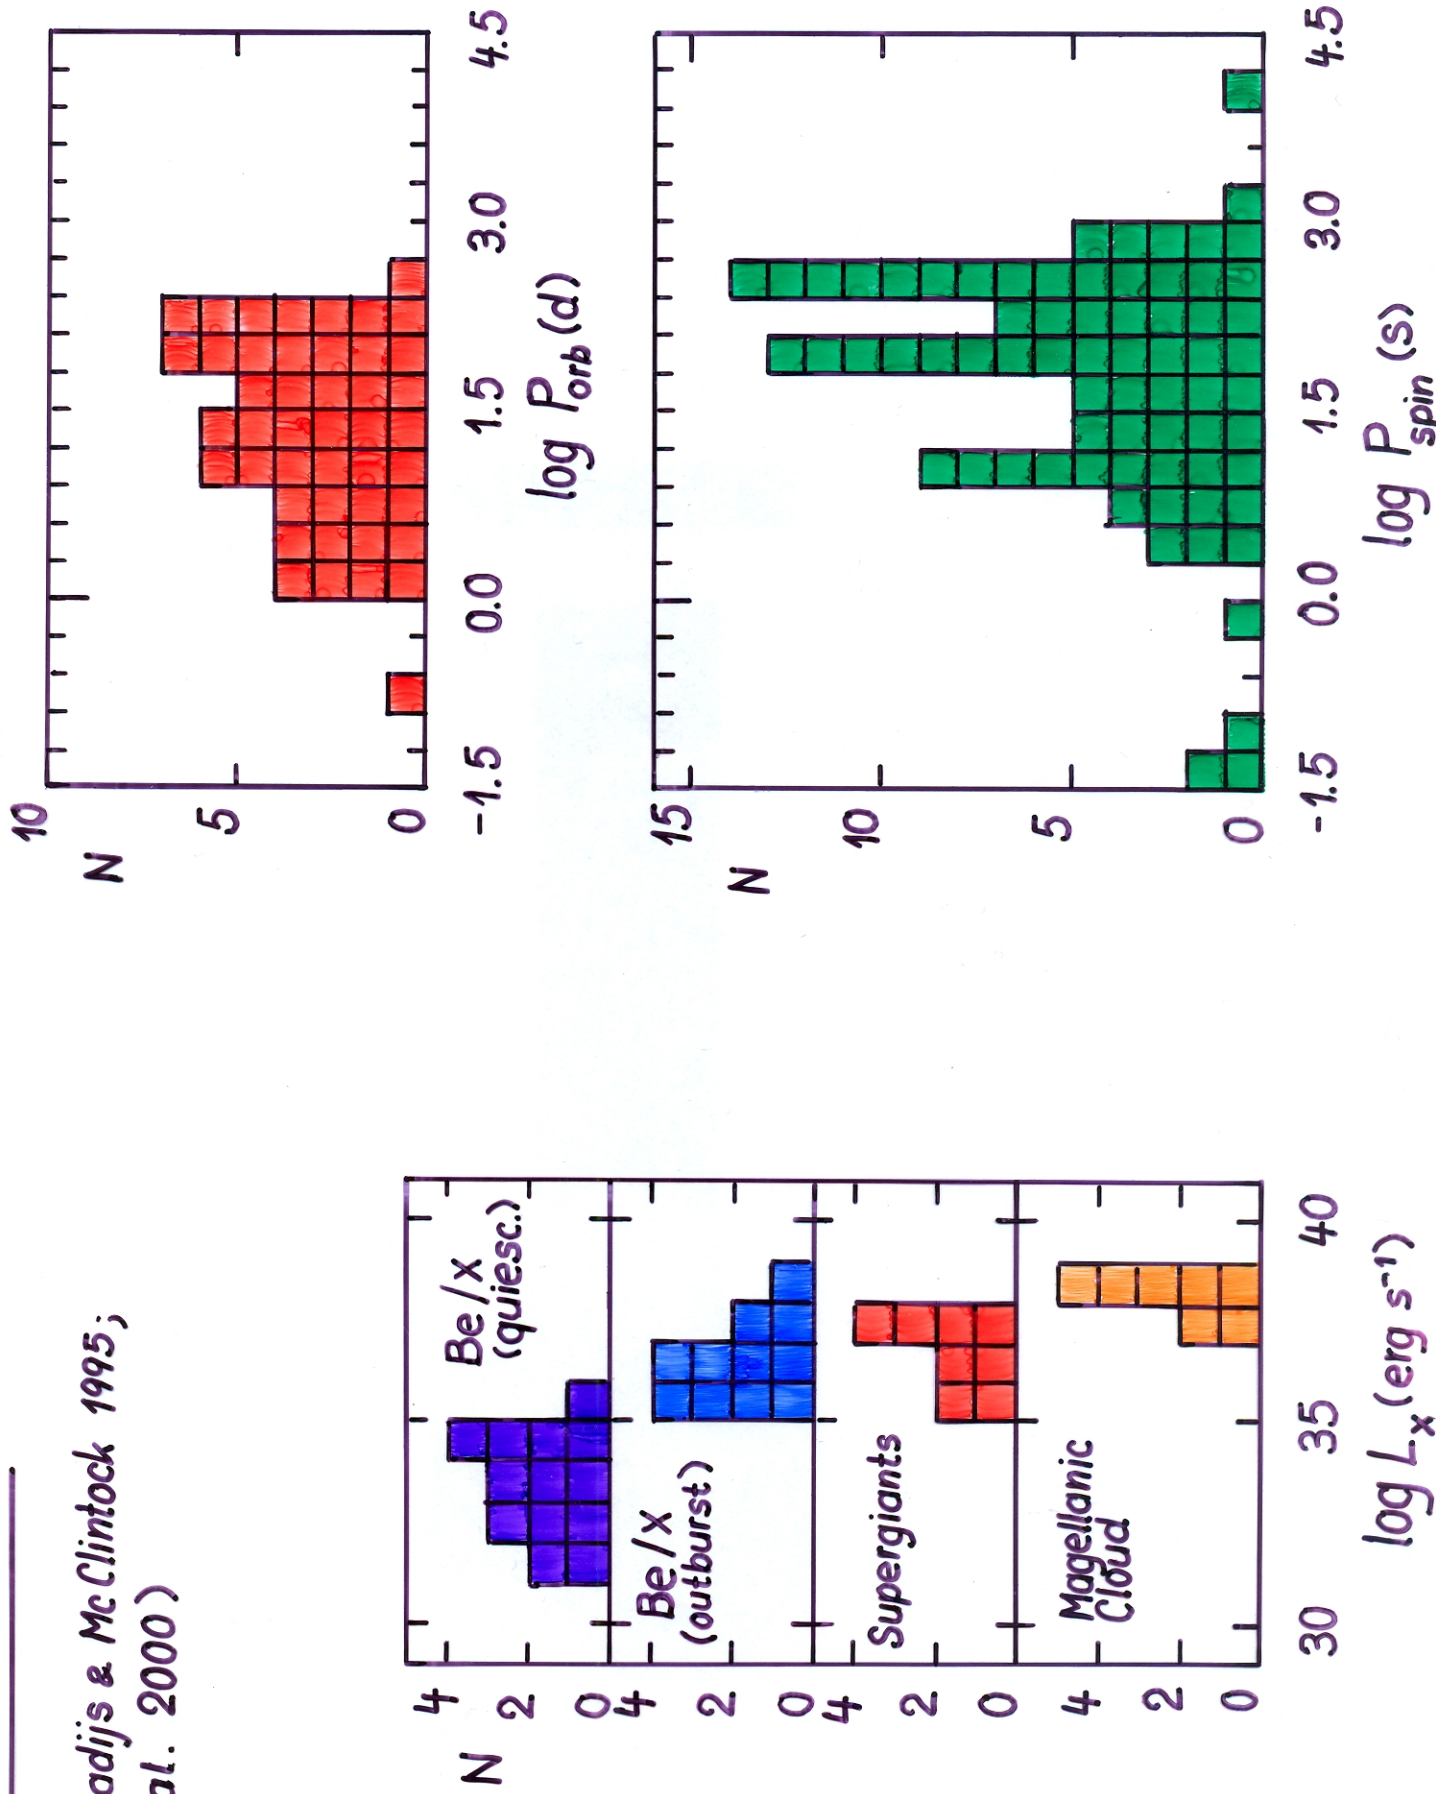 adijs & McClintock 1995;
al. 2000)
N
10
5
0
-1.5 0.0 1.5 3.0 4.5
log Porb (d)
N
4
2
0
Be/x
(quiesc.)
4
2
0
Be/x
(outburst)
4
2
0
Supergiants
4
2
0
Magellanic
Cloud
30 35 40
log Lx (erg s⁻¹)
N
15
10
5
0
-1.5 0.0 1.5 3.0 4.5
log Pspin (s)